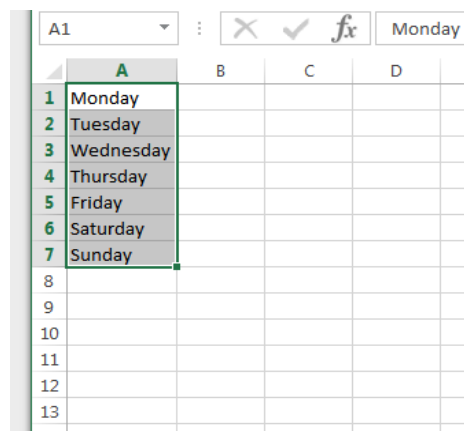 A1 fx Monday
A B C D
1 Monday
2 Tuesday
3 Wednesday
4 Thursday
5 Friday
6 Saturday
7 Sunday
8
9
10
11
12
13